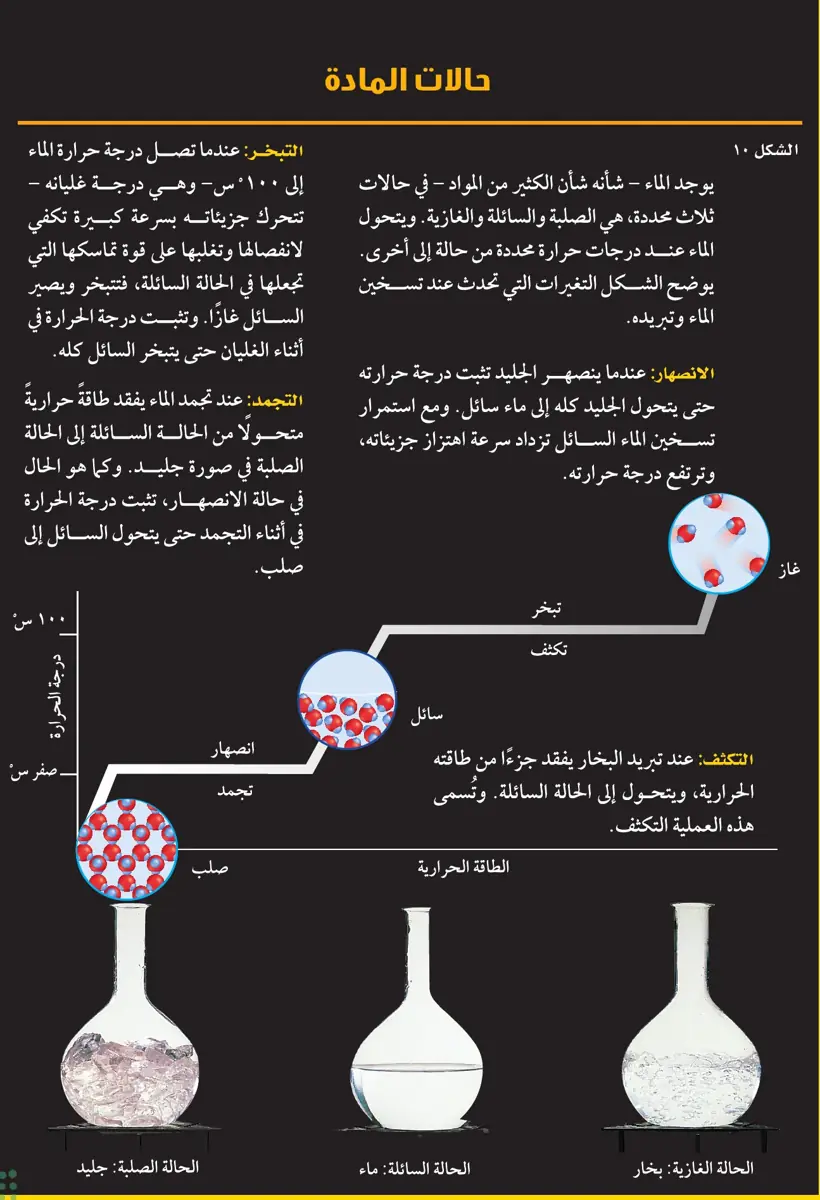 حالات المادة
الشكل ١٠
يوجد الماء – شأنه شأن الكثير من المواد – في حالات
ثلاث محددة، هي الصلبة والسائلة والغازية. ويتحول
الماء عند درجات حرارة محددة من حالة إلى أخرى.
يوضح الشكل التغيرات التي تحدث عند تسخين
الماء وتبريده.
الانصهار: عندما ينصهر الجليد تثبت درجة حرارته
حتى يتحول الجليد كله إلى ماء سائل. ومع استمرار
تسخين الماء السائل تزداد سرعة اهتزاز جزيئاته،
وترتفع درجة حرارته.
التبخر: عندما تصل درجة حرارة الماء
إلى ١٠٠°س– وهي درجة غليانه –
تتحرك جزيئاته بسرعة كبيرة تكفي
لانفصالها وتغلبها على قوة تماسكها التي
تجعلها في الحالة السائلة، فتتبخر ويصير
السائل غازًا. وتثبت درجة الحرارة في
أثناء الغليان حتى يتبخر السائل كله.
التجمد: عند تجمد الماء يفقد طاقةً حراريةً
متحولًا من الحالة السائلة إلى الحالة
الصلبة في صورة جليد. وكما هو الحال
في حالة الانصهار، تثبت درجة الحرارة
في أثناء التجمد حتى يتحول السائل إلى
صلب.
غاز
تبخر
تكثف
١٠٠ س°
درجة الحرارة
سائل
انصهار
تجمد
صفر س°
التكثف: عند تبريد البخار يفقد جزءًا من طاقته
الحرارية، ويتحول إلى الحالة السائلة. وتُسمى
هذه العملية التكثف.
صلب
الطاقة الحرارية
الحالة الغازية: بخار
الحالة السائلة: ماء
الحالة الصلبة: جليد